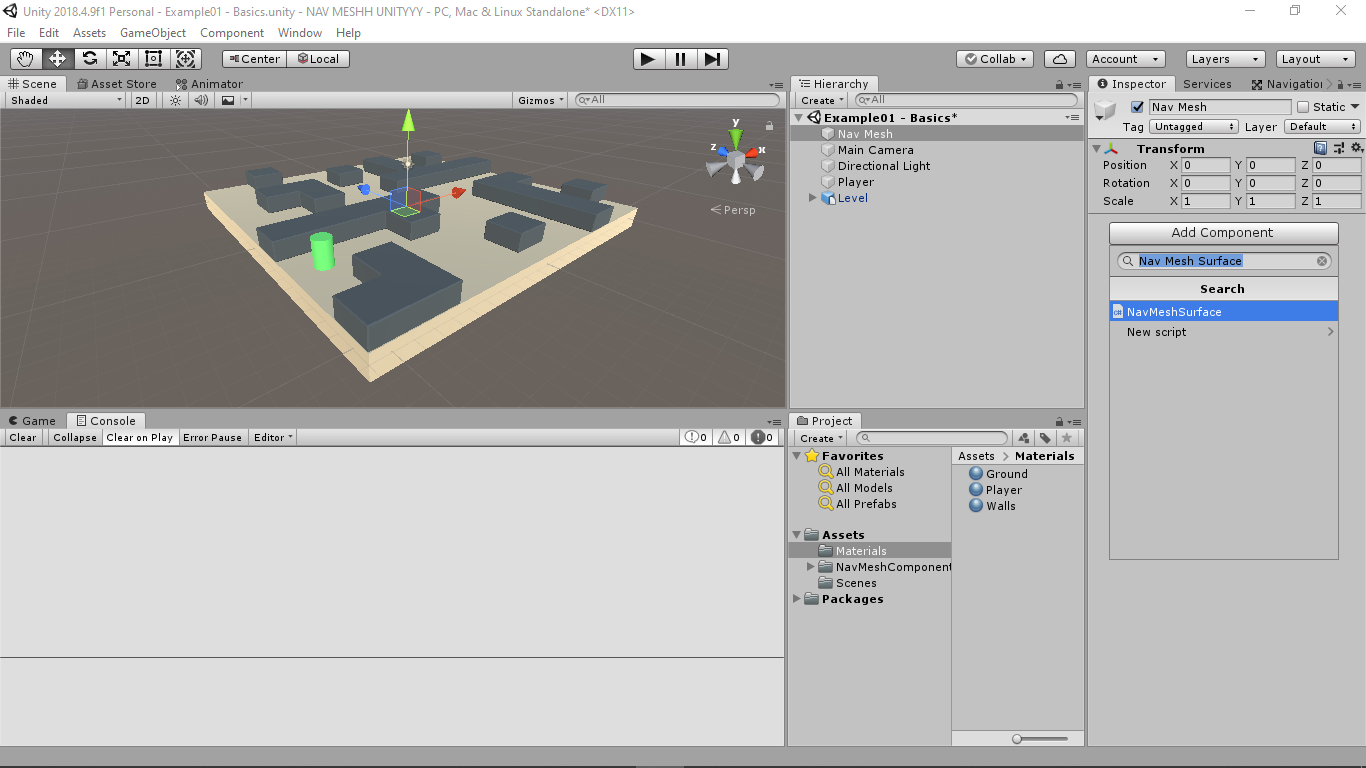 Unity 2018.4.9f1 Personal - Example01 - Basics.unity - NAV MESHH UNITYYY - PC, Mac & Linux Standalone* <DX11>
File Edit Assets GameObject Component Window Help
Center Local Collab Account Layers Layout
Scene Asset Store Animator
Shaded 2D Gizmos All
y
z x
Persp
Hierarchy
Create All
Example01 - Basics*
Nav Mesh
Main Camera
Directional Light
Player
Level
Inspector Services Navigation
Nav Mesh Static
Tag Untagged Layer Default
Transform
Position X 0 Y 0 Z 0
Rotation X 0 Y 0 Z 0
Scale X 1 Y 1 Z 1
Add Component
Nav Mesh Surface
Search
NavMeshSurface
New script
Game Console
Clear Collapse Clear on Play Error Pause Editor 0 0 0
Project
Create
Favorites
All Materials
All Models
All Prefabs
Assets
Materials
NavMeshComponent
Scenes
Packages
Assets Materials
Ground
Player
Walls